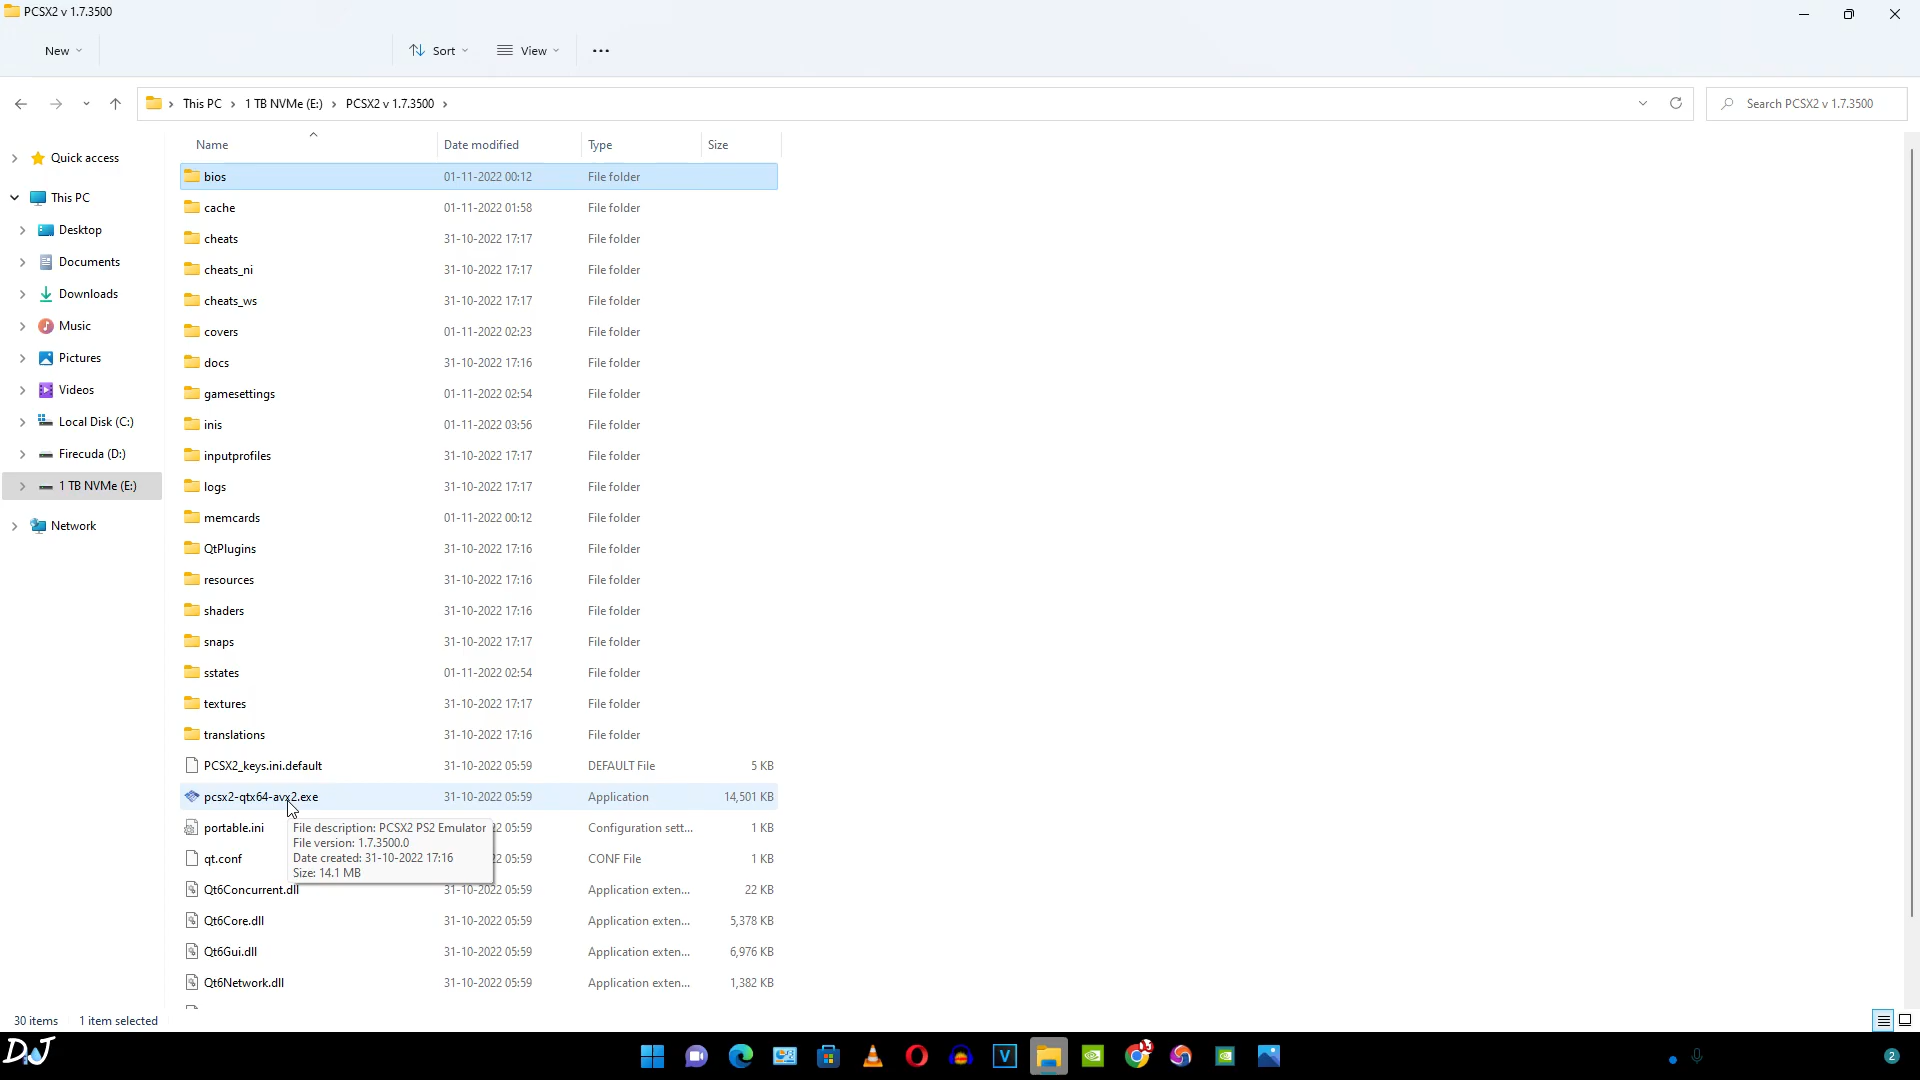 PCSX2 v 1.7.3500
New
Sort
View
This PC
1 TB NVMe (E:)
PCSX2 v 1.7.3500
Search PCSX2 v 1.7.3500
Name Date modified Type Size
Quick access
This PC
Desktop
Documents
Downloads
Music
Pictures
Videos
Local Disk (C:)
Firecuda (D:)
1 TB NVMe (E:)
Network
bios 01-11-2022 00:12 File folder
cache 01-11-2022 01:58 File folder
cheats 31-10-2022 17:17 File folder
cheats_ni 31-10-2022 17:17 File folder
cheats_ws 31-10-2022 17:17 File folder
covers 01-11-2022 02:23 File folder
docs 31-10-2022 17:16 File folder
gamesettings 01-11-2022 02:54 File folder
inis 01-11-2022 03:56 File folder
inputprofiles 31-10-2022 17:17 File folder
logs 31-10-2022 17:17 File folder
memcards 01-11-2022 00:12 File folder
QtPlugins 31-10-2022 17:16 File folder
resources 31-10-2022 17:16 File folder
shaders 31-10-2022 17:16 File folder
snaps 31-10-2022 17:17 File folder
sstates 01-11-2022 02:54 File folder
textures 31-10-2022 17:17 File folder
translations 31-10-2022 17:16 File folder
PCSX2_keys.ini.default 31-10-2022 05:59 DEFAULT File 5 KB
pcsx2-qtx64-avx2.exe 31-10-2022 05:59 Application 14,501 KB
portable.ini 05:59 Configuration sett... 1 KB
qt.conf 05:59 CONF File 1 KB
File description: PCSX2 PS2 Emulator
File version: 1.7.3500.0
Date created: 31-10-2022 17:16
Size: 14.1 MB
Qt6Concurrent.dll 31-10-2022 05:59 Application exten... 22 KB
Qt6Core.dll 31-10-2022 05:59 Application exten... 5,378 KB
Qt6Gui.dll 31-10-2022 05:59 Application exten... 6,976 KB
Qt6Network.dll 31-10-2022 05:59 Application exten... 1,382 KB
30 items 1 item selected
DJ
V
2